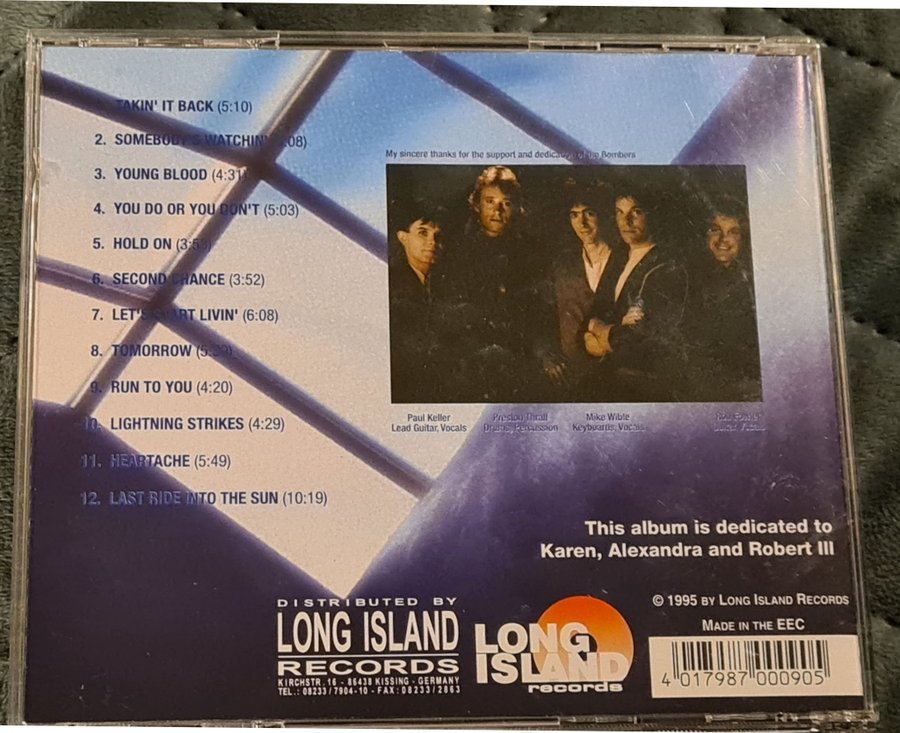 TAKIN' IT BACK (5:10)
2. SOMEBODY'S WATCHIN' :08)
3. YOUNG BLOOD (4:31)
4. YOU DO OR YOU DON'T (5:03)
5. HOLD ON
6. SECOND CHANCE (3:52)
7. LET'S START LIVIN' (6:08)
8. TOMORROW
9. RUN TO YOU (4:20)
10. LIGHTNING STRIKES (4:29)
11. HEARTACHE (5:49)
12. LAST RIDE INTO THE SUN (10:19)
My sincere thanks for the support and dedication of the Bombers
Paul Keller
Lead Guitar, Vocals
Preston Thrall
Drums, Percussion
Mike Wible
Keyboards, Vocals
Guitar, Vocals
This album is dedicated to
Karen, Alexandra and Robert III
DISTRIBUTED BY
LONG ISLAND
RECORDS
KIRCHSTR. 16 - 86438 KISSING - GERMANY
TEL.: 08233/7904-10 - FAX: 08233/2863
LONG
ISLAND
records
© 1995 BY LONG ISLAND RECORDS
MADE IN THE EEC
4 017987 000905